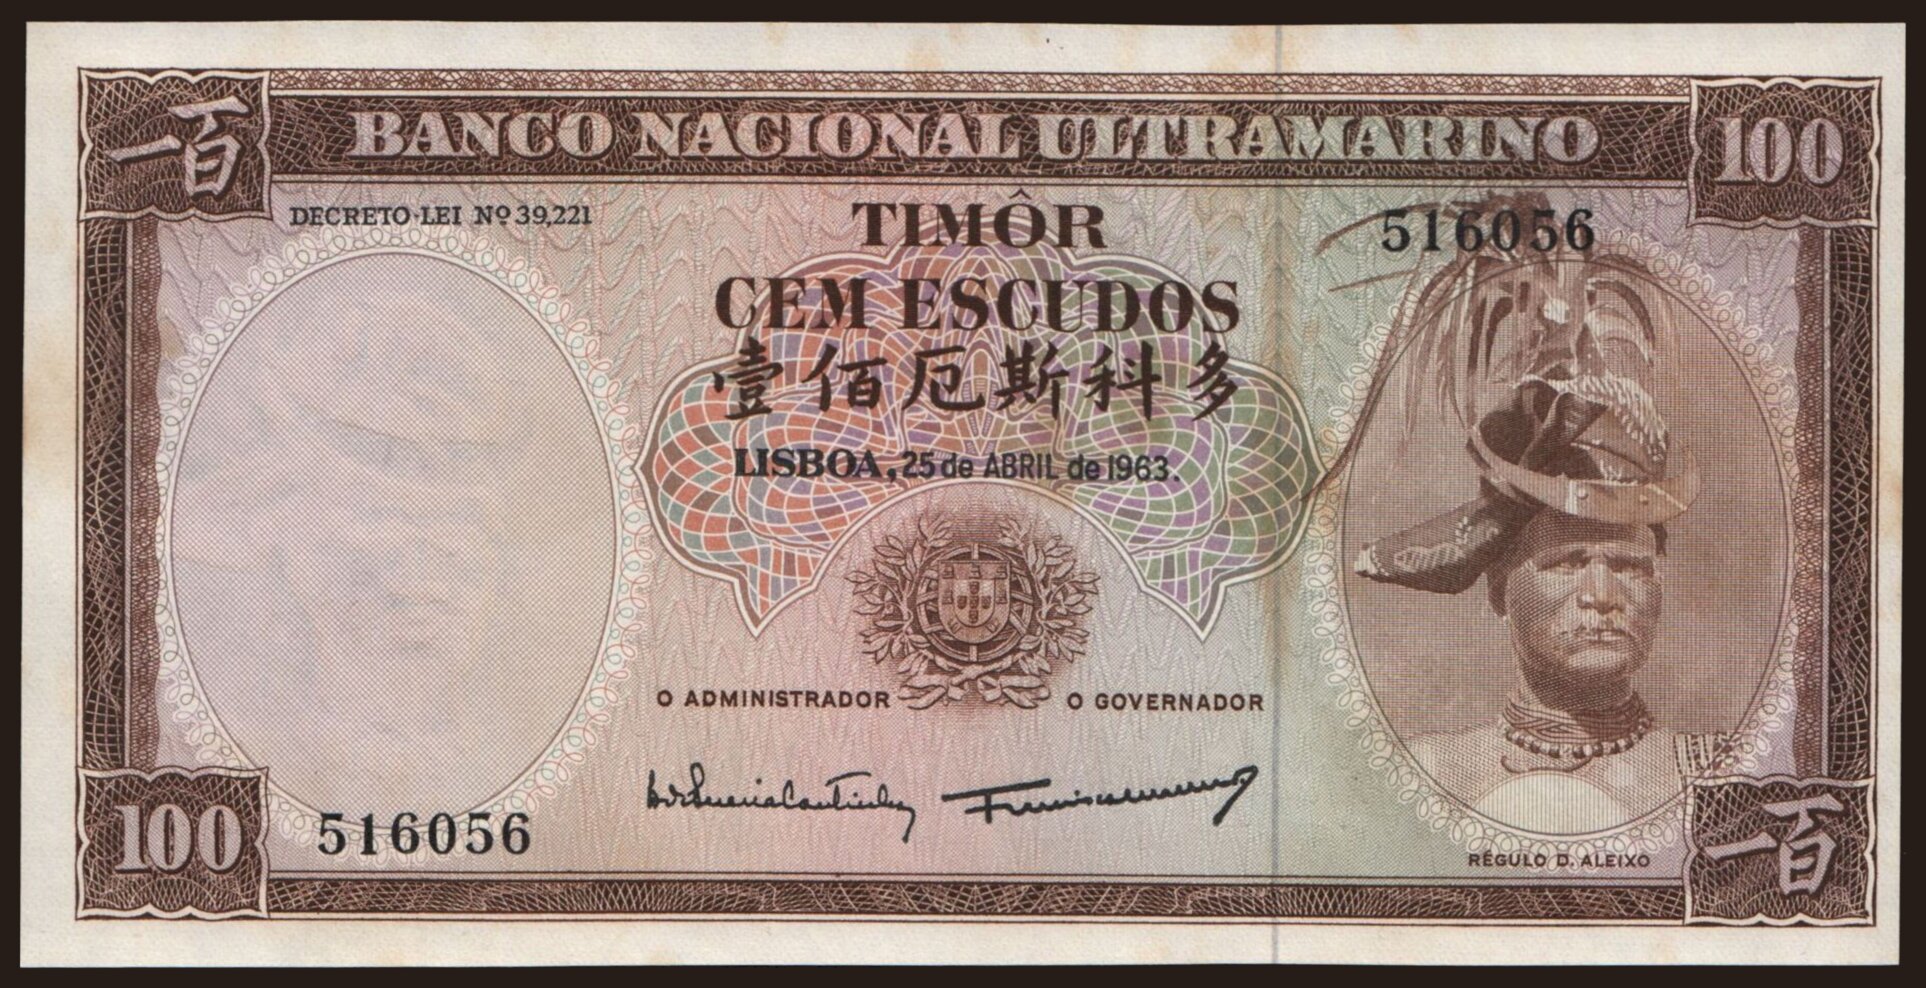 一百 BANCO NACIONAL ULTRAMARINO 100
DECRETO-LEI Nº 39,221
TIMÔR
516056
CEM ESCUDOS
壹佰厄斯科多
LISBOA, 25 de ABRIL de 1963.
O ADMINISTRADOR O GOVERNADOR
100 516056
RÉGULO D. ALEIXO
一百